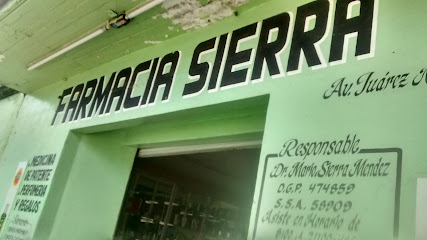 FARMACIA SIERRA
Av. Juárez
MEDICINA
DE PATENTE
PERFUMERIA
Y REGALOS
Responsable
Dr. Mario Sierra Mendez
D.G.P. 474859
S.S.A. 58909
Asiste en Horario de